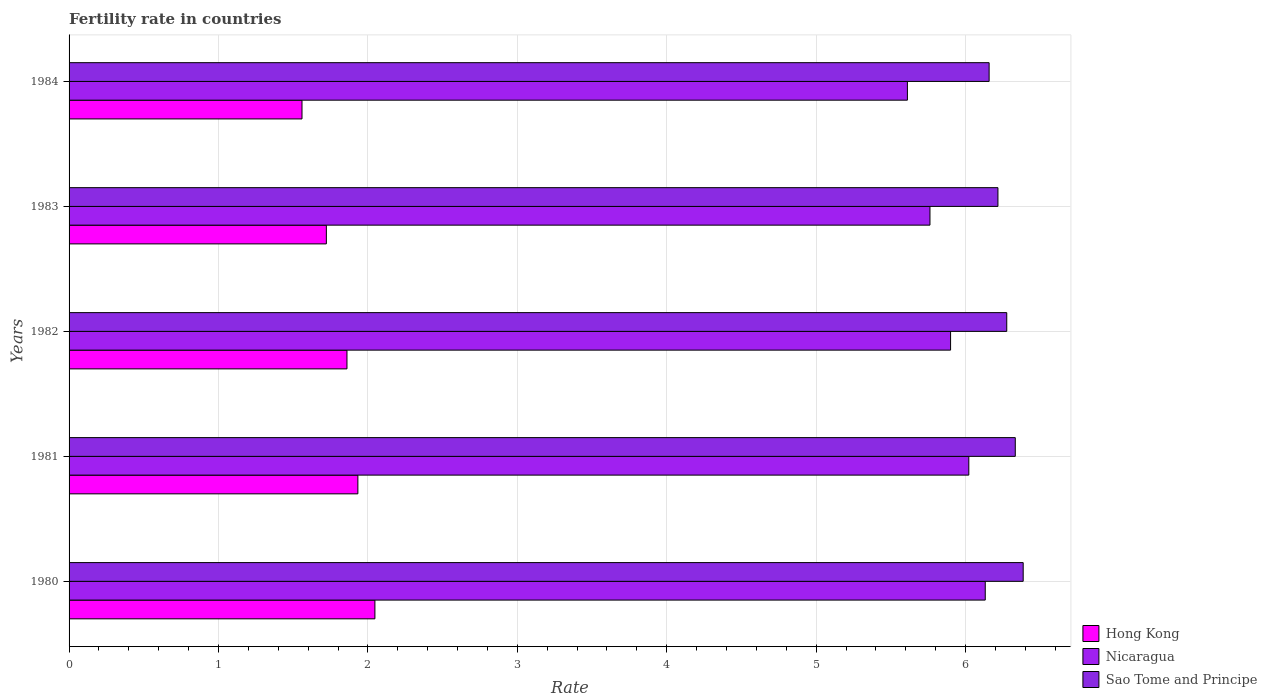 Fertility rate in countries
1984
1983
1982
1981
1980
Years
0
1
2
3
4
5
6
Rate
Hong Kong
Nicaragua
Sao Tome and Principe